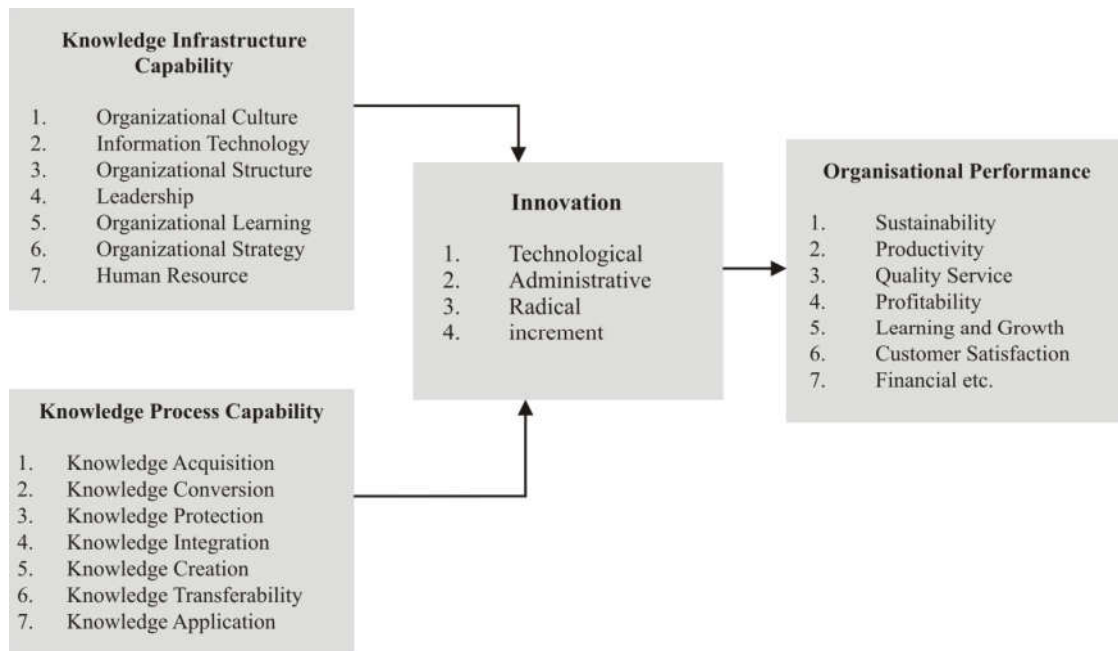 Knowledge Infrastructure
Capability
1. Organizational Culture
2. Information Technology
3. Organizational Structure
4. Leadership
5. Organizational Learning
6. Organizational Strategy
7. Human Resource
Knowledge Process Capability
1. Knowledge Acquisition
2. Knowledge Conversion
3. Knowledge Protection
4. Knowledge Integration
5. Knowledge Creation
6. Knowledge Transferability
7. Knowledge Application
Innovation
1. Technological
2. Administrative
3. Radical
4. increment
Organisational Performance
1. Sustainability
2. Productivity
3. Quality Service
4. Profitability
5. Learning and Growth
6. Customer Satisfaction
7. Financial etc.